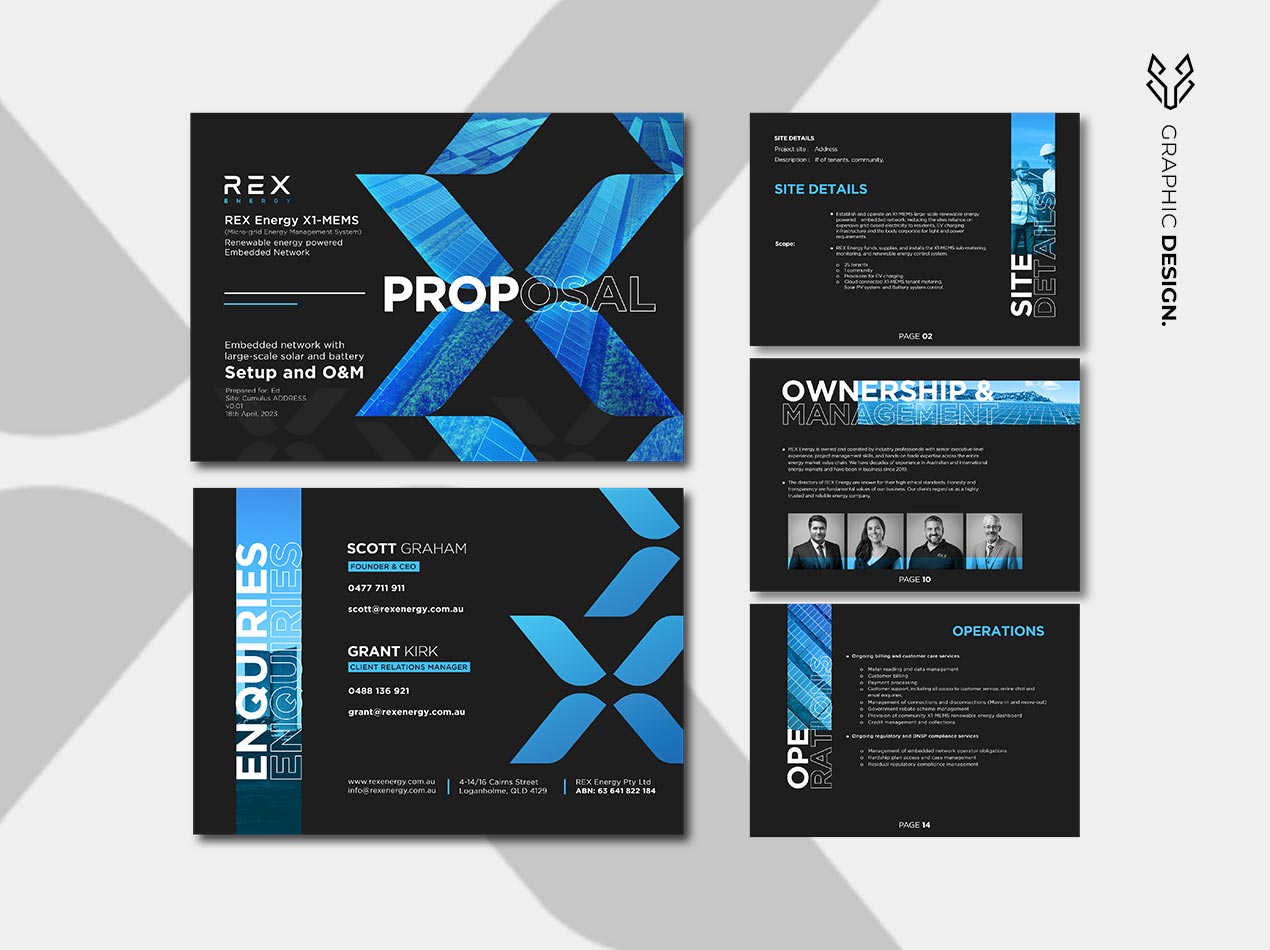 REX
ENERGY
REX Energy X1-MEMS
(Micro-grid Energy Management System)
Renewable energy powered
Embedded Network
PROPOSAL
Embedded network with
large-scale solar and battery
Setup and O&M
Prepared for: Ed
Site: Cumulus ADDRESS
v0.01
18th April, 2023
ENQUIRIES
ENQUIRIES
SCOTT GRAHAM
FOUNDER & CEO
0477 711 911
scott@rexenergy.com.au
GRANT KIRK
CLIENT RELATIONS MANAGER
0488 136 921
grant@rexenergy.com.au
www.rexenergy.com.au
info@rexenergy.com.au
4-14/16 Cairns Street
Loganholme, QLD 4129
REX Energy Pty Ltd
ABN: 63 641 822 184
SITE DETAILS
Project site : Address
Description : # of tenants, community,
SITE DETAILS
Scope:
Establish and operate an X1-MEMS large-scale renewable energy
powered embedded network, reducing the sites reliance on
expensive grid-based electricity to residents, EV charging
infrastructure and the body corporate for light and power
requirements.
REX Energy funds, supplies, and installs the X1-MEMS sub-metering,
monitoring, and renewable energy control system.
25 tenants
1 community
Provisions for EV charging
Cloud connected X1-MEMS tenant metering,
Solar PV system and Battery system control.
SITE
DETAILS
PAGE 02
OWNERSHIP &
MANAGEMENT
REX Energy is owned and operated by industry professionals with senior executive-level
experience, project management skills, and hands-on trade expertise across the entire
energy market value chain. We have decades of experience in Australian and international
energy markets and have been in business since 2019.
The directors of REX Energy are known for their high ethical standards. Honesty and
transparency are fundamental values of our business. Our clients regard us as a highly
trusted and reliable energy company.
PAGE 10
OPERATIONS
Ongoing billing and customer care services
Meter reading and data management
Customer billing
Payment processing
Customer support, including all access to customer service, online chat and
email enquiries.
Management of connections and disconnections (Move-in and move-out)
Government rebate scheme management
Provision of community X1-MEMS renewable energy dashboard
Credit management and collections
Ongoing regulatory and DNSP compliance services
Management of embedded network operator obligations
Hardship plan access and case management
Residual regulatory compliance management
OPE
RATIONS
PAGE 14
GRAPHIC DESIGN.